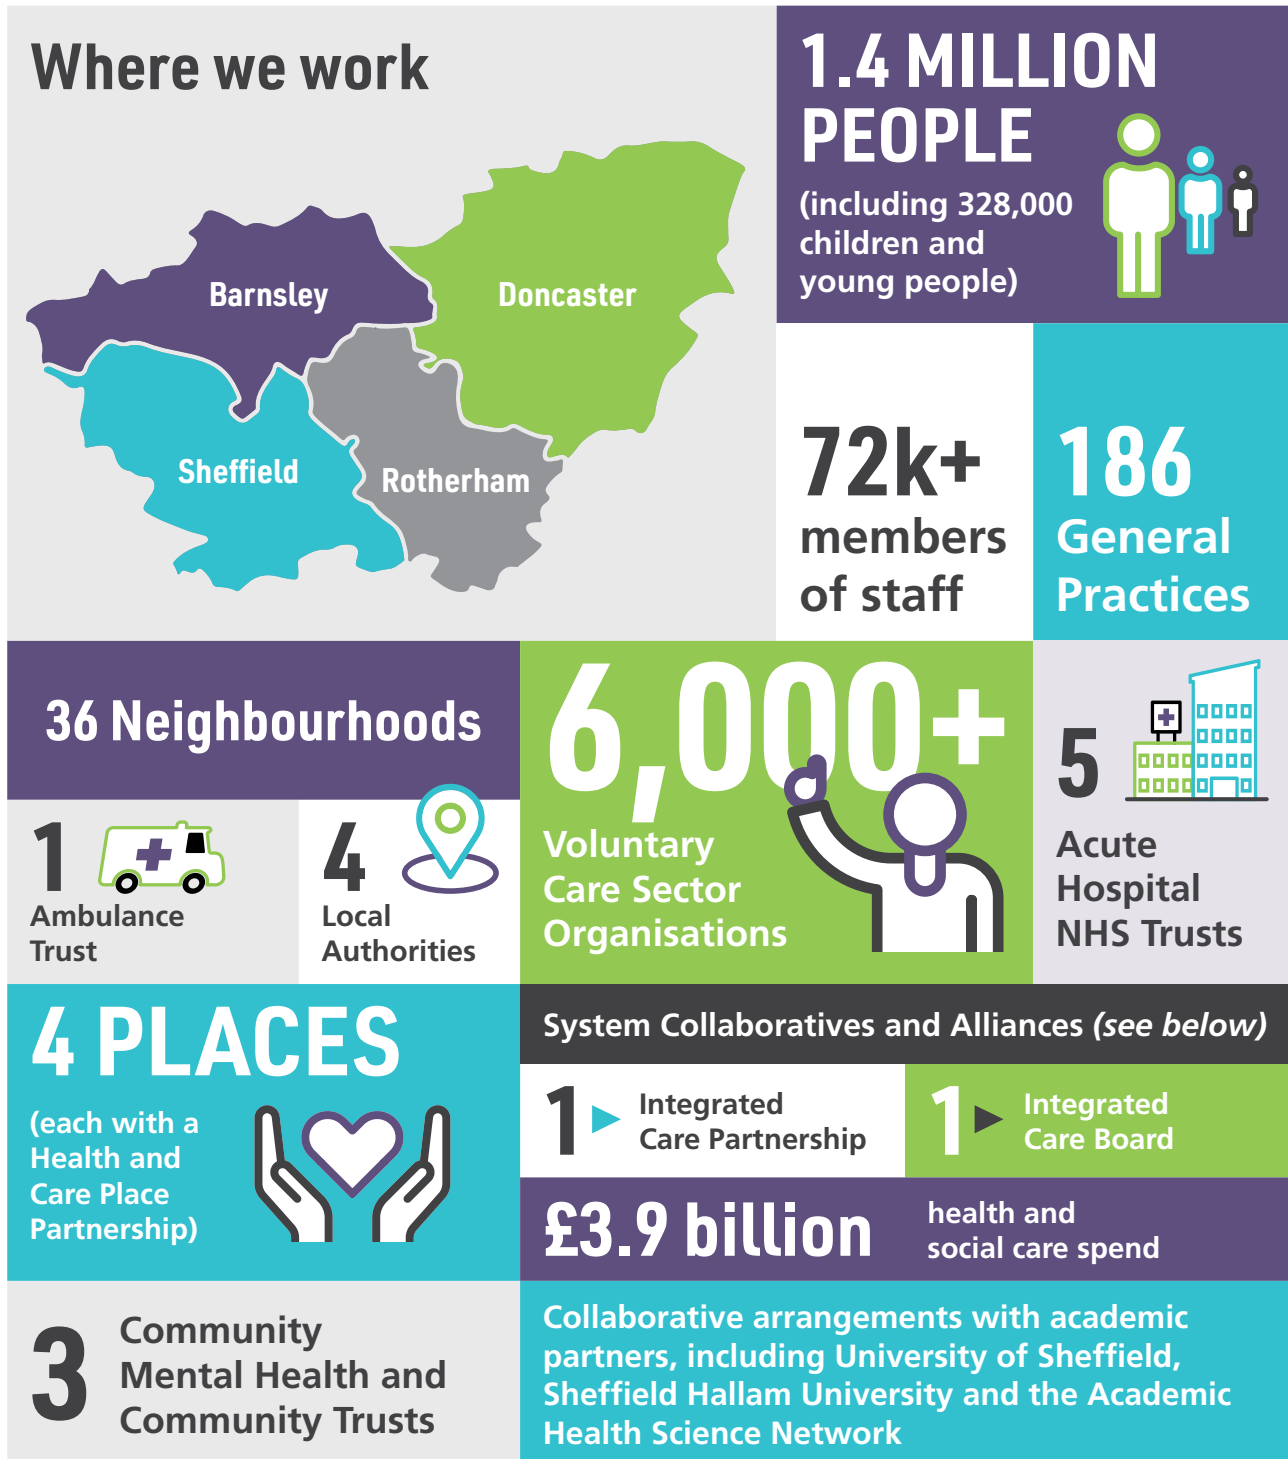 Where we work
Barnsley
Doncaster
Sheffield
Rotherham
1.4 MILLION
PEOPLE
(including 328,000
children and
young people)
72k+
members
of staff
186
General
Practices
36 Neighbourhoods
1
Ambulance
Trust
4
Local
Authorities
6,000+
Voluntary
Care Sector
Organisations
5
Acute
Hospital
NHS Trusts
4 PLACES
(each with a
Health and
Care Place
Partnership)
System Collaboratives and Alliances (see below)
1
Integrated
Care Partnership
1
Integrated
Care Board
£3.9 billion
health and
social care spend
3
Community
Mental Health and
Community Trusts
Collaborative arrangements with academic
partners, including University of Sheffield,
Sheffield Hallam University and the Academic
Health Science Network